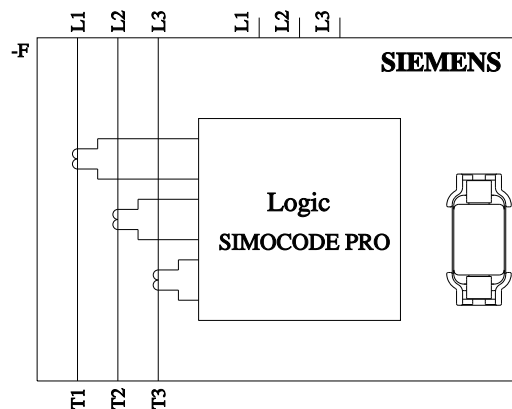 L1 L2 L3 L1 L2 L3
-F
SIEMENS
Logic
SIMOCODE PRO
T1 T2 T3